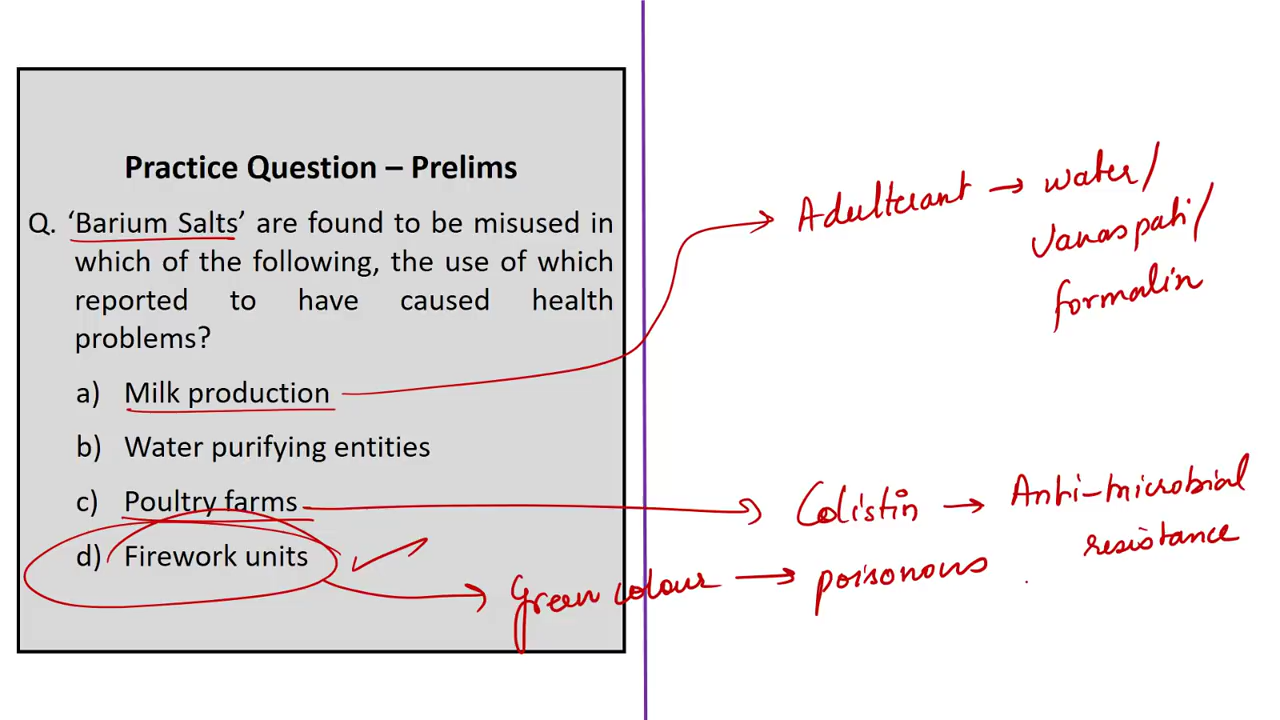 Practice Question – Prelims
Q. ‘Barium Salts’ are found to be misused in
which of the following, the use of which
reported to have caused health
problems?
a) Milk production
b) Water purifying entities
c) Poultry farms
d) Firework units
Adulterant → water/
Vanaspati/
formalin
Colistin → Anti-microbial
resistance
Green colour → poisonous